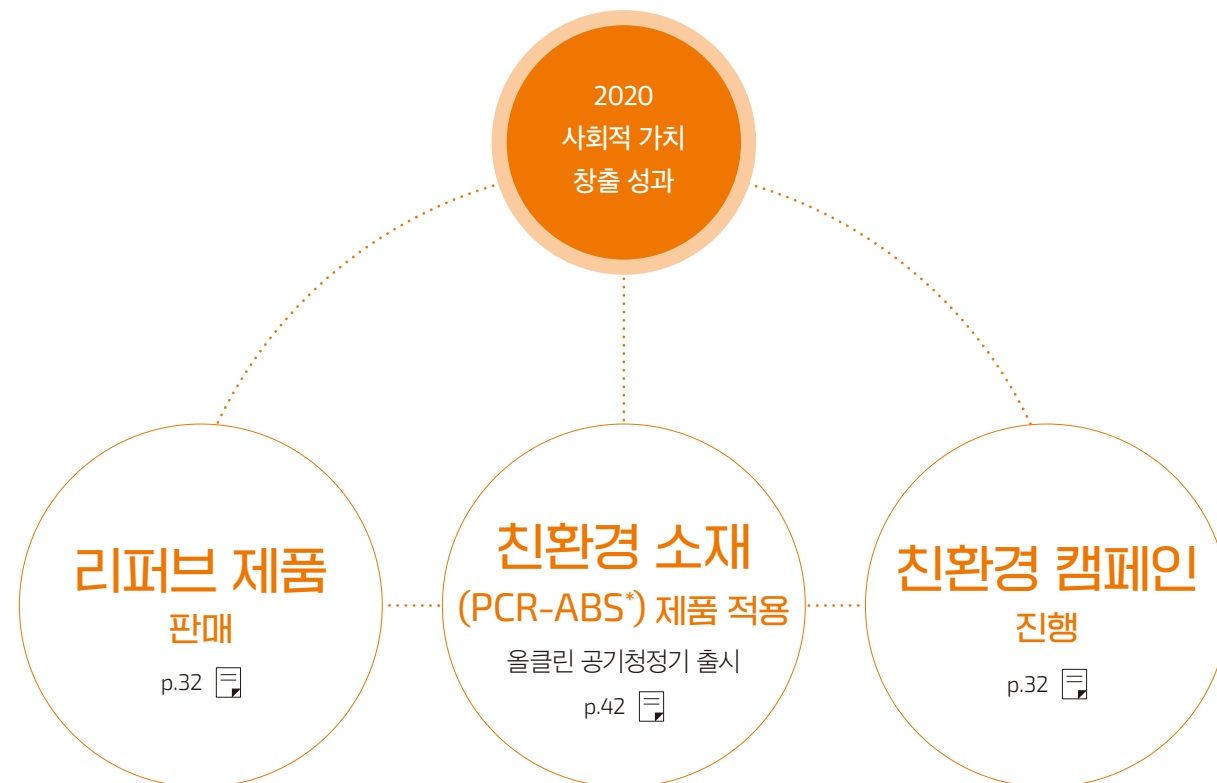 2020
사회적 가치
창출 성과
리퍼브 제품
판매
p.32
친환경 소재
(PCR-ABS*) 제품 적용
올클린 공기청정기 출시
p.42
친환경 캠페인
진행
p.32